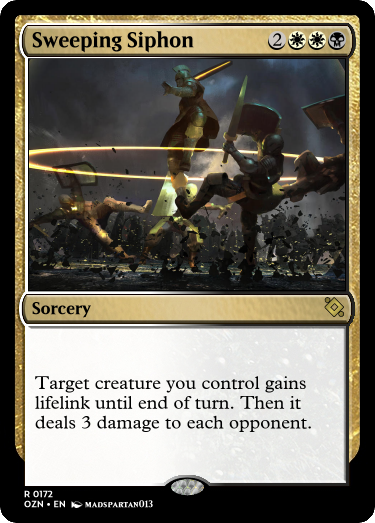 Sweeping Siphon 2
Sorcery
Target creature you control gains
lifelink until end of turn. Then it
deals 3 damage to each opponent.
R 0172
OZN • EN MADSPARTAN013